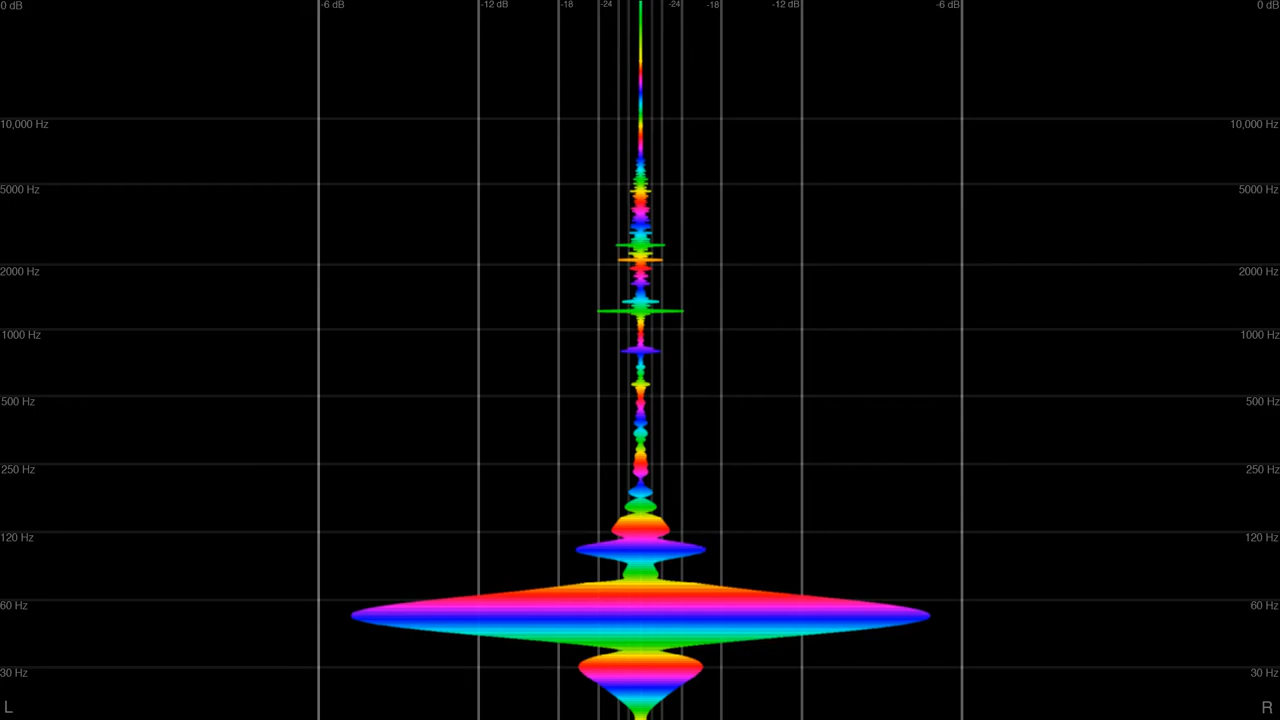 0 dB -6 dB -12 dB -18 -24 -24 -18 -12 dB -6 dB 0 dB
10,000 Hz 10,000 Hz
5000 Hz 5000 Hz
2000 Hz 2000 Hz
1000 Hz 1000 Hz
500 Hz 500 Hz
250 Hz 250 Hz
120 Hz 120 Hz
60 Hz 60 Hz
30 Hz 30 Hz
L R